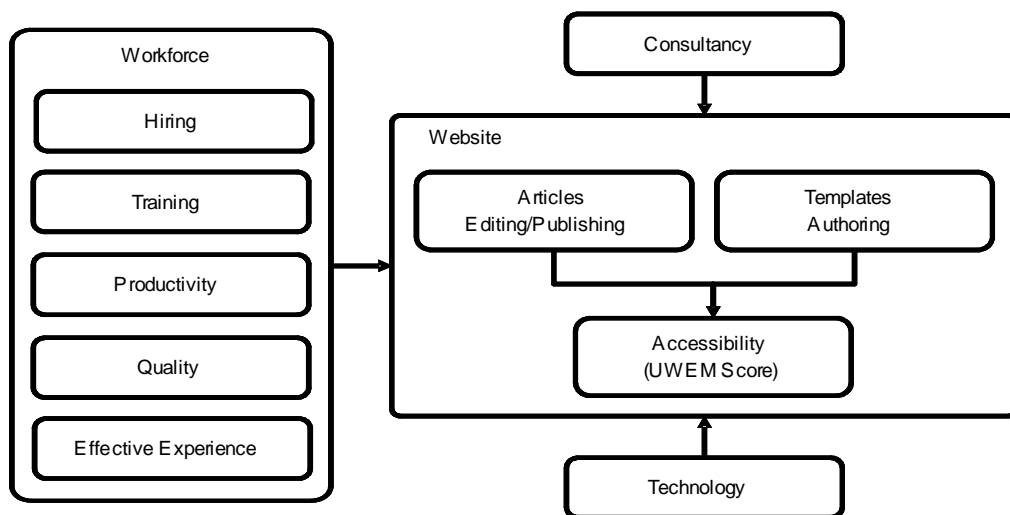 Workforce
Hiring
Training
Productivity
Quality
Effective Experience
Consultancy
Website
Articles
Editing/Publishing
Templates
Authoring
Accessibility
(UWEM Score)
Technology